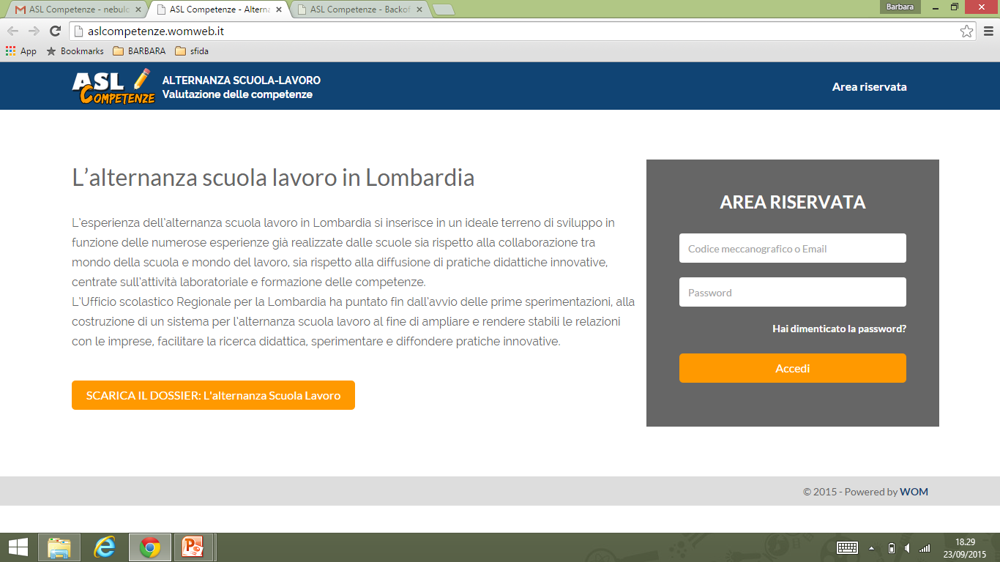 ASL Competenze - nebulo
ASL Competenze - Alterna
ASL Competenze - Backof
Barbara
aslcompetenze.womweb.it
App
Bookmarks
BARBARA
sfida
ASL COMPETENZE
ALTERNANZA SCUOLA-LAVORO
Valutazione delle competenze
Area riservata
L'alternanza scuola lavoro in Lombardia
L'esperienza dell'alternanza scuola lavoro in Lombardia si inserisce in un ideale terreno di sviluppo in
funzione delle numerose esperienze già realizzate dalle scuole sia rispetto alla collaborazione tra
mondo della scuola e mondo del lavoro, sia rispetto alla diffusione di pratiche didattiche innovative,
centrate sull'attività laboratoriale e formazione delle competenze.
L'Ufficio scolastico Regionale per la Lombardia ha puntato fin dall'avvio delle prime sperimentazioni, alla
costruzione di un sistema per l'alternanza scuola lavoro al fine di ampliare e rendere stabili le relazioni
con le imprese, facilitare la ricerca didattica, sperimentare e diffondere pratiche innovative.
SCARICA IL DOSSIER: L'alternanza Scuola Lavoro
AREA RISERVATA
Codice meccanografico o Email
Password
Hai dimenticato la password?
Accedi
© 2015 - Powered by WOM
18.29
23/09/2015